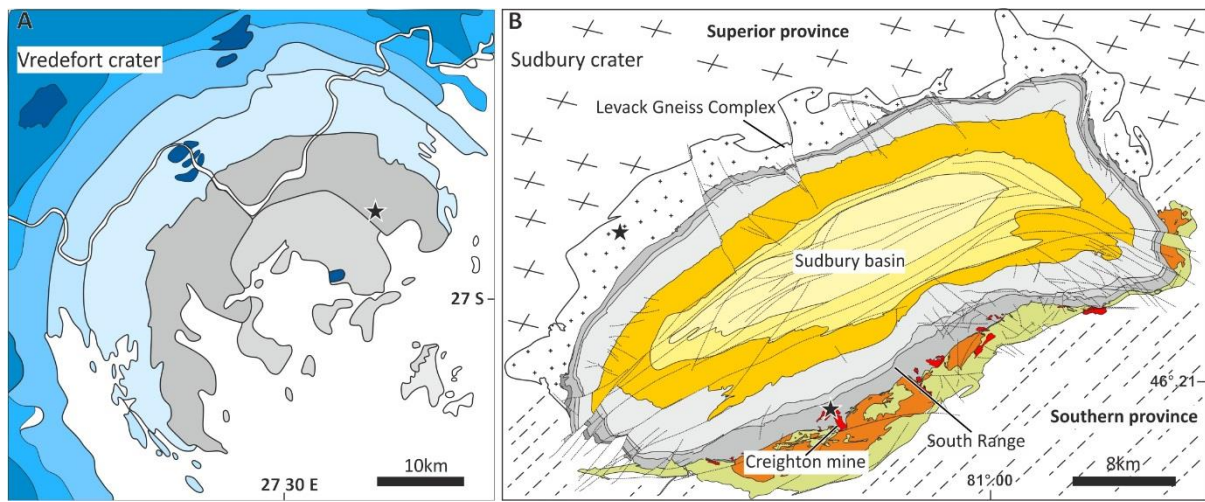 A
Vredefort crater
27 S
27 30 E
10km
B
Superior province
Sudbury crater
Levack Gneiss Complex
Sudbury basin
46° 21
Southern province
South Range
Creighton mine
81° 00
8km